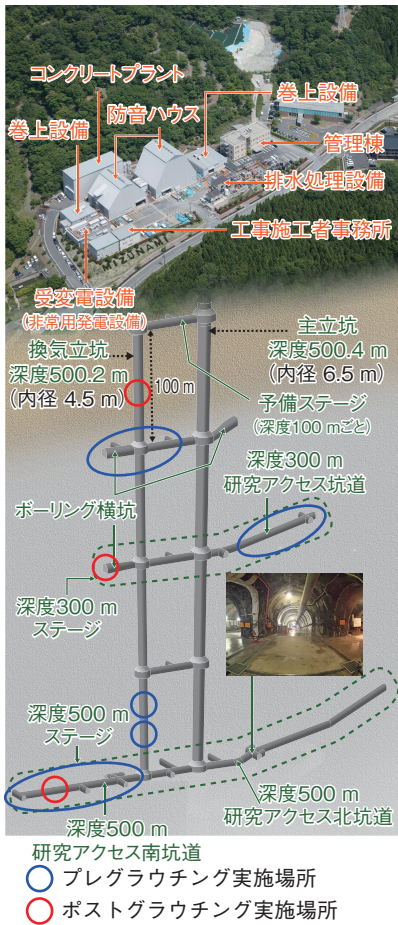 コンクリートプラント
防音ハウス
巻上設備
巻上設備
管理棟
排水処理設備
工事施工者事務所
MIZUNAMI
受変電設備
(非常用発電設備)
換気立坑
深度500.2 m
(内径 4.5 m)
100 m
主立坑
深度500.4 m
(内径 6.5 m)
予備ステージ
(深度100 mごと)
深度300 m
研究アクセス坑道
ボーリング横坑
深度300 m
ステージ
深度500 m
ステージ
深度500 m
研究アクセス北坑道
深度500 m
研究アクセス南坑道
プレグラウチング実施場所
ポストグラウチング実施場所